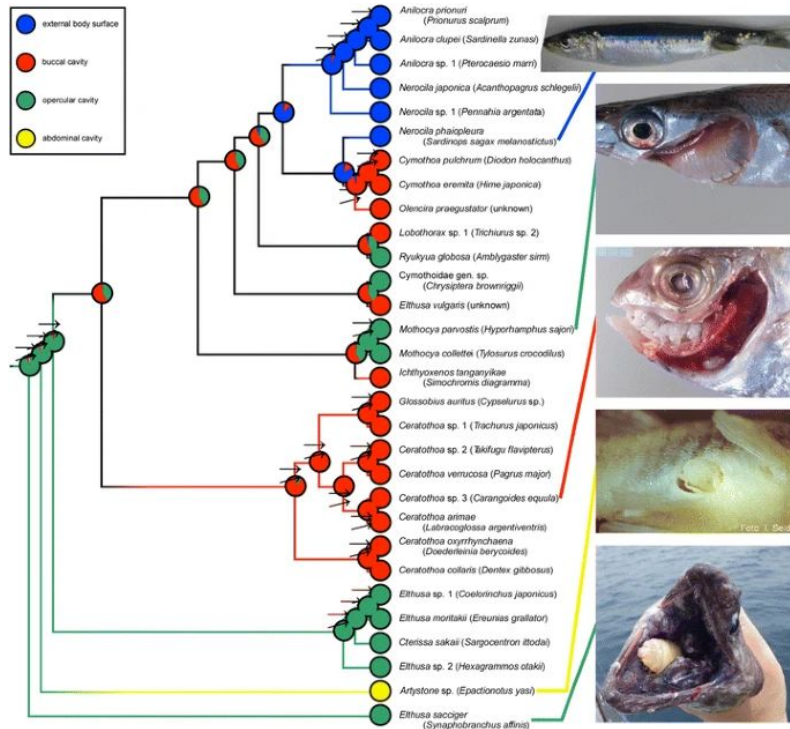 external body surface
buccal cavity
opercular cavity
abdominal cavity
Anilocra prionuri
(Prionurus scalprum)
Anilocra clupei (Sardinella zunasi)
Anilocra sp. 1 (Pterocaesio marri)
Nerocila japonica (Acanthopagrus schlegelii)
Nerocila sp. 1 (Pennahia argentata)
Nerocila phaiopleura
(Sardinops sagax melanostictus)
Cymothoa pulchrum (Diodon holocanthus)
Cymothoa eremita (Hime japonica)
Olencira praegustator (unknown)
Lobothorax sp. 1 (Trichiurus sp. 2)
Ryukyua globosa (Amblygaster sirm)
Cymothoidae gen. sp.
(Chrysiptera brownriggii)
Elthusa vulgaris (unknown)
Mothocya parvostis (Hyporhamphus sajori)
Mothocya collettei (Tylosurus crocodilus)
Ichthyoxenos tanganyikae
(Simochromis diagramma)
Glossobius auritus (Cypselurus sp.)
Ceratothoa sp. 1 (Trachurus japonicus)
Ceratothoa sp. 2 (Takifugu flavipterus)
Ceratothoa verrucosa (Pagrus major)
Ceratothoa sp. 3 (Carangoides equula)
Ceratothoa arimae
(Labracoglossa argentiventris)
Ceratothoa oxyrrhynchaena
(Doederleinia berycoides)
Ceratothoa collaris (Dentex gibbosus)
Elthusa sp. 1 (Coelorinchus japonicus)
Elthusa moritakii (Ereunias grallator)
Cterissa sakaii (Sargocentron ittodai)
Elthusa sp. 2 (Hexagrammos otakii)
Artystone sp. (Epactionotus yasi)
Elthusa sacciger
(Synaphobranchus affinis)
Foto